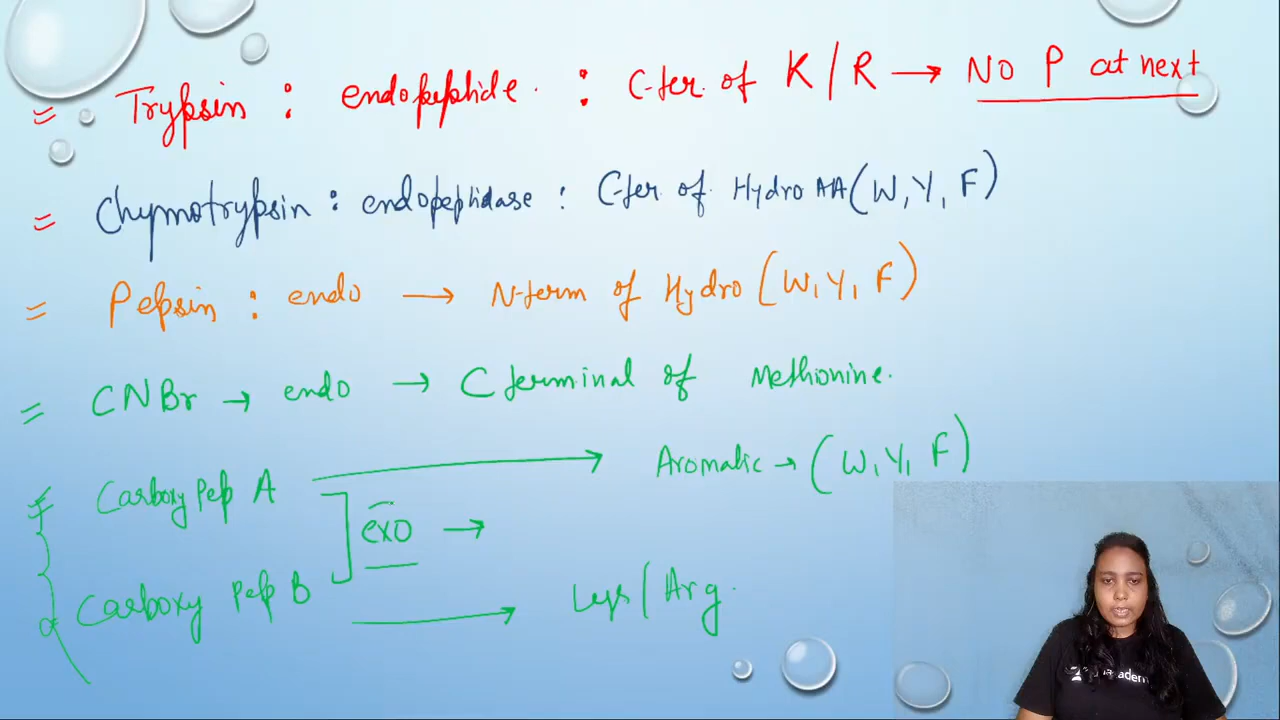 = Trypsin : endopeptide. : C-ter. of K/R → NO P at next
= Chymotrypsin : endopephidase : C-ter of Hydro AA (W, Y, F)
= Pepsin : endo → N-term of Hydro (W, Y, F)
= CNBr → endo → C terminal of Methionine.
Carboxy Pep A → Aromatic → (W, Y, F)
exo →
Carboxy Pep B → Lys/Arg.